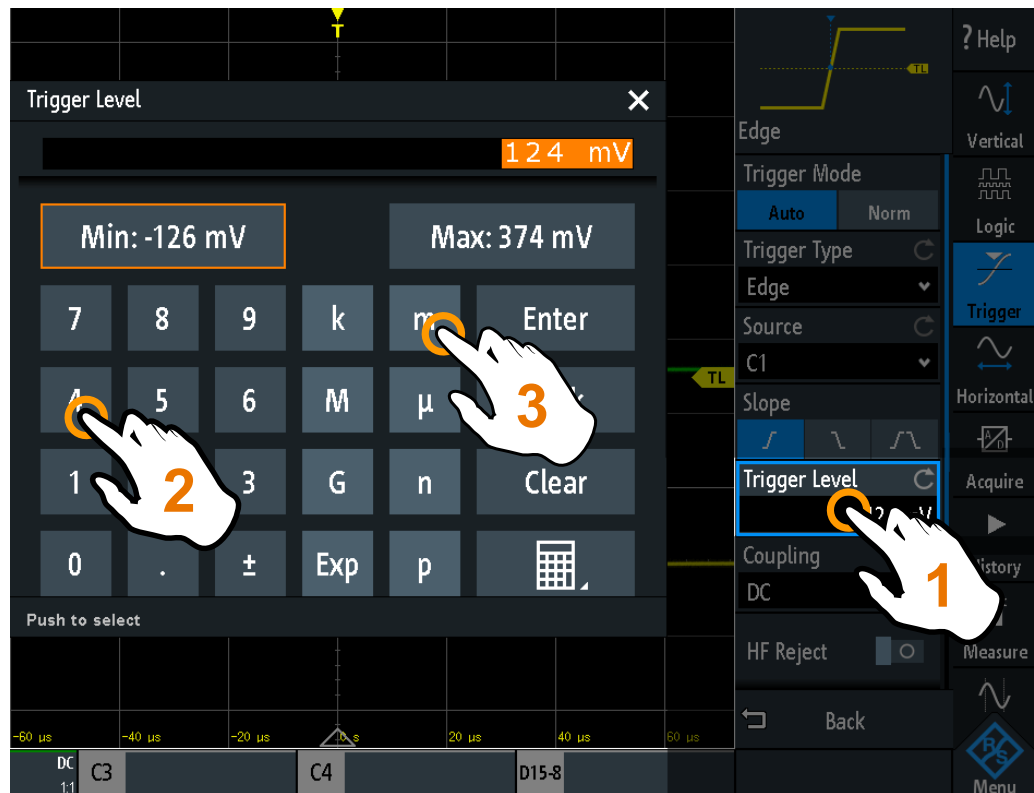 T
? Help
Trigger Level
124 mV
Min: -126 mV
Max: 374 mV
7 8 9 k m Enter
4 5 6 M µ
1 3 G n Clear
0 . ± Exp p
Push to select
2
3
1
TL
TL
Edge
Trigger Mode
Auto Norm
Trigger Type
Edge
Source
C1
Slope
Trigger Level
Coupling
DC
HF Reject
Back
Vertical
Logic
Trigger
Horizontal
A
D
Acquire
Measure
R/S
Menu
-60 µs -40 µs -20 µs 0 s 20 µs 40 µs 60 µs
DC
1:1
C3
C4
D15-8